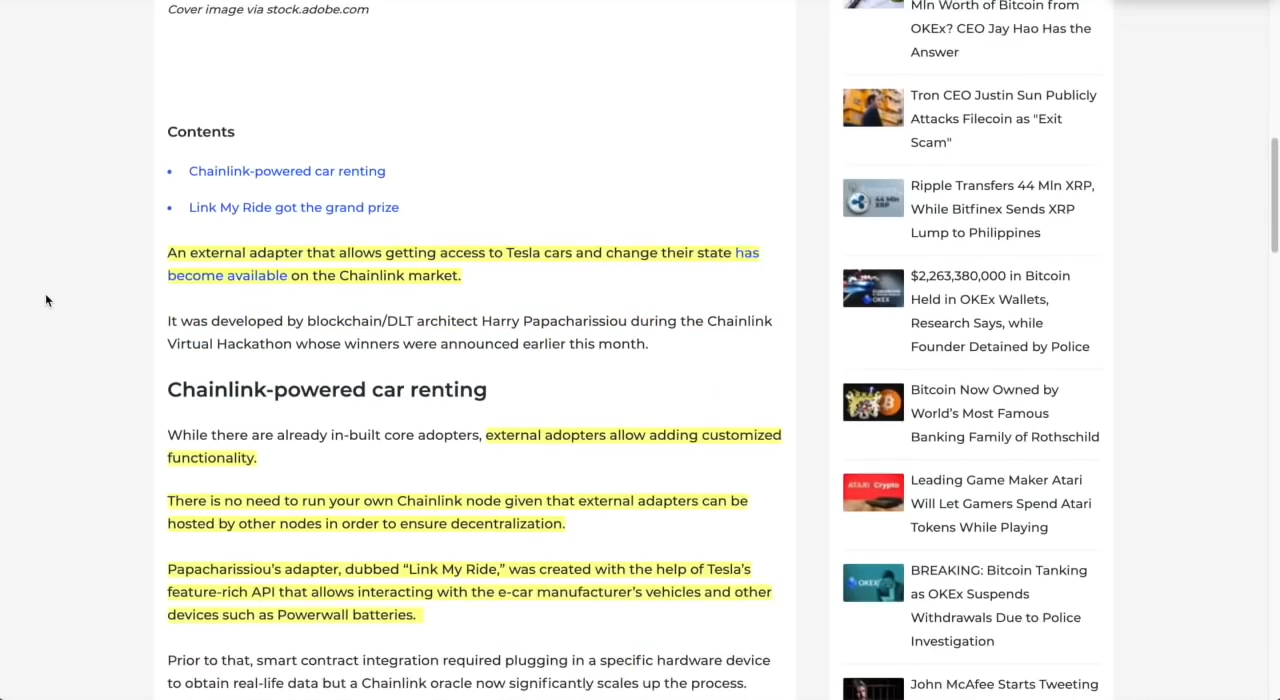 Cover image via stock.adobe.com
Contents
• Chainlink-powered car renting
• Link My Ride got the grand prize
An external adapter that allows getting access to Tesla cars and change their state has
become available on the Chainlink market.
It was developed by blockchain/DLT architect Harry Papacharissiou during the Chainlink
Virtual Hackathon whose winners were announced earlier this month.
Chainlink-powered car renting
While there are already in-built core adopters, external adopters allow adding customized
functionality.
There is no need to run your own Chainlink node given that external adapters can be
hosted by other nodes in order to ensure decentralization.
Papacharissiou’s adapter, dubbed “Link My Ride,” was created with the help of Tesla’s
feature-rich API that allows interacting with the e-car manufacturer’s vehicles and other
devices such as Powerwall batteries.
Prior to that, smart contract integration required plugging in a specific hardware device
to obtain real-life data but a Chainlink oracle now significantly scales up the process.
Mln Worth of Bitcoin from
OKEx? CEO Jay Hao Has the
Answer
Tron CEO Justin Sun Publicly
Attacks Filecoin as "Exit
Scam"
44 Mln
XRP
Ripple Transfers 44 Mln XRP,
While Bitfinex Sends XRP
Lump to Philippines
OKEX
$2,263,380,000 in Bitcoin
Held in OKEx Wallets,
Research Says, while
Founder Detained by Police
Bitcoin Now Owned by
World’s Most Famous
Banking Family of Rothschild
ATARI Crypto
Leading Game Maker Atari
Will Let Gamers Spend Atari
Tokens While Playing
OKEX
BREAKING: Bitcoin Tanking
as OKEx Suspends
Withdrawals Due to Police
Investigation
John McAfee Starts Tweeting